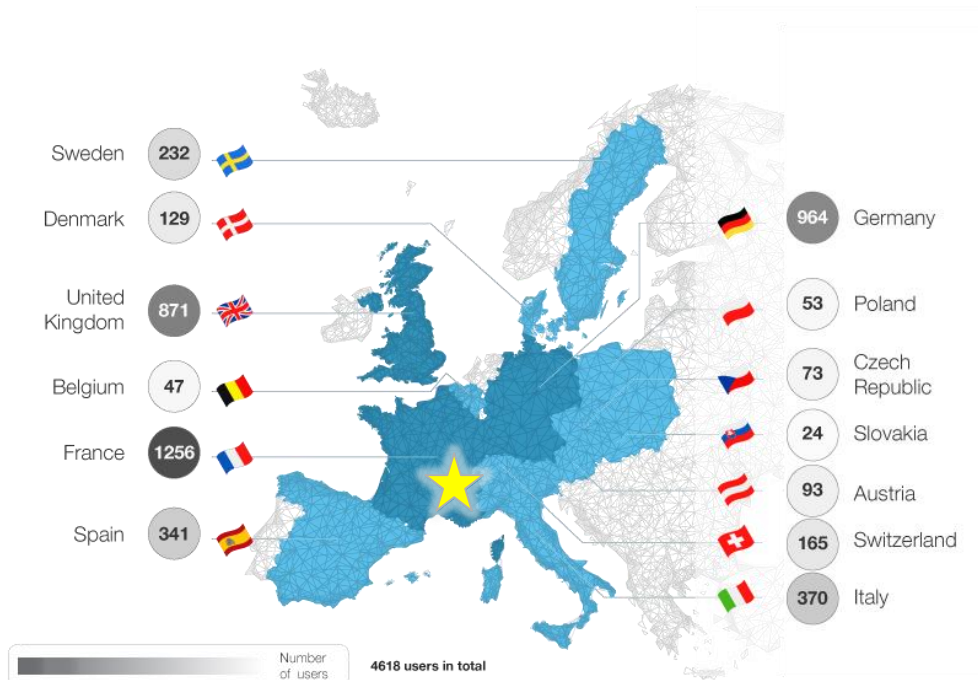 Sweden 232
Denmark 129
United
Kingdom
871
Belgium 47
France 1256
Spain 341
964 Germany
53 Poland
73
Czech
Republic
24 Slovakia
93 Austria
165 Switzerland
370 Italy
Number
of users
4618 users in total